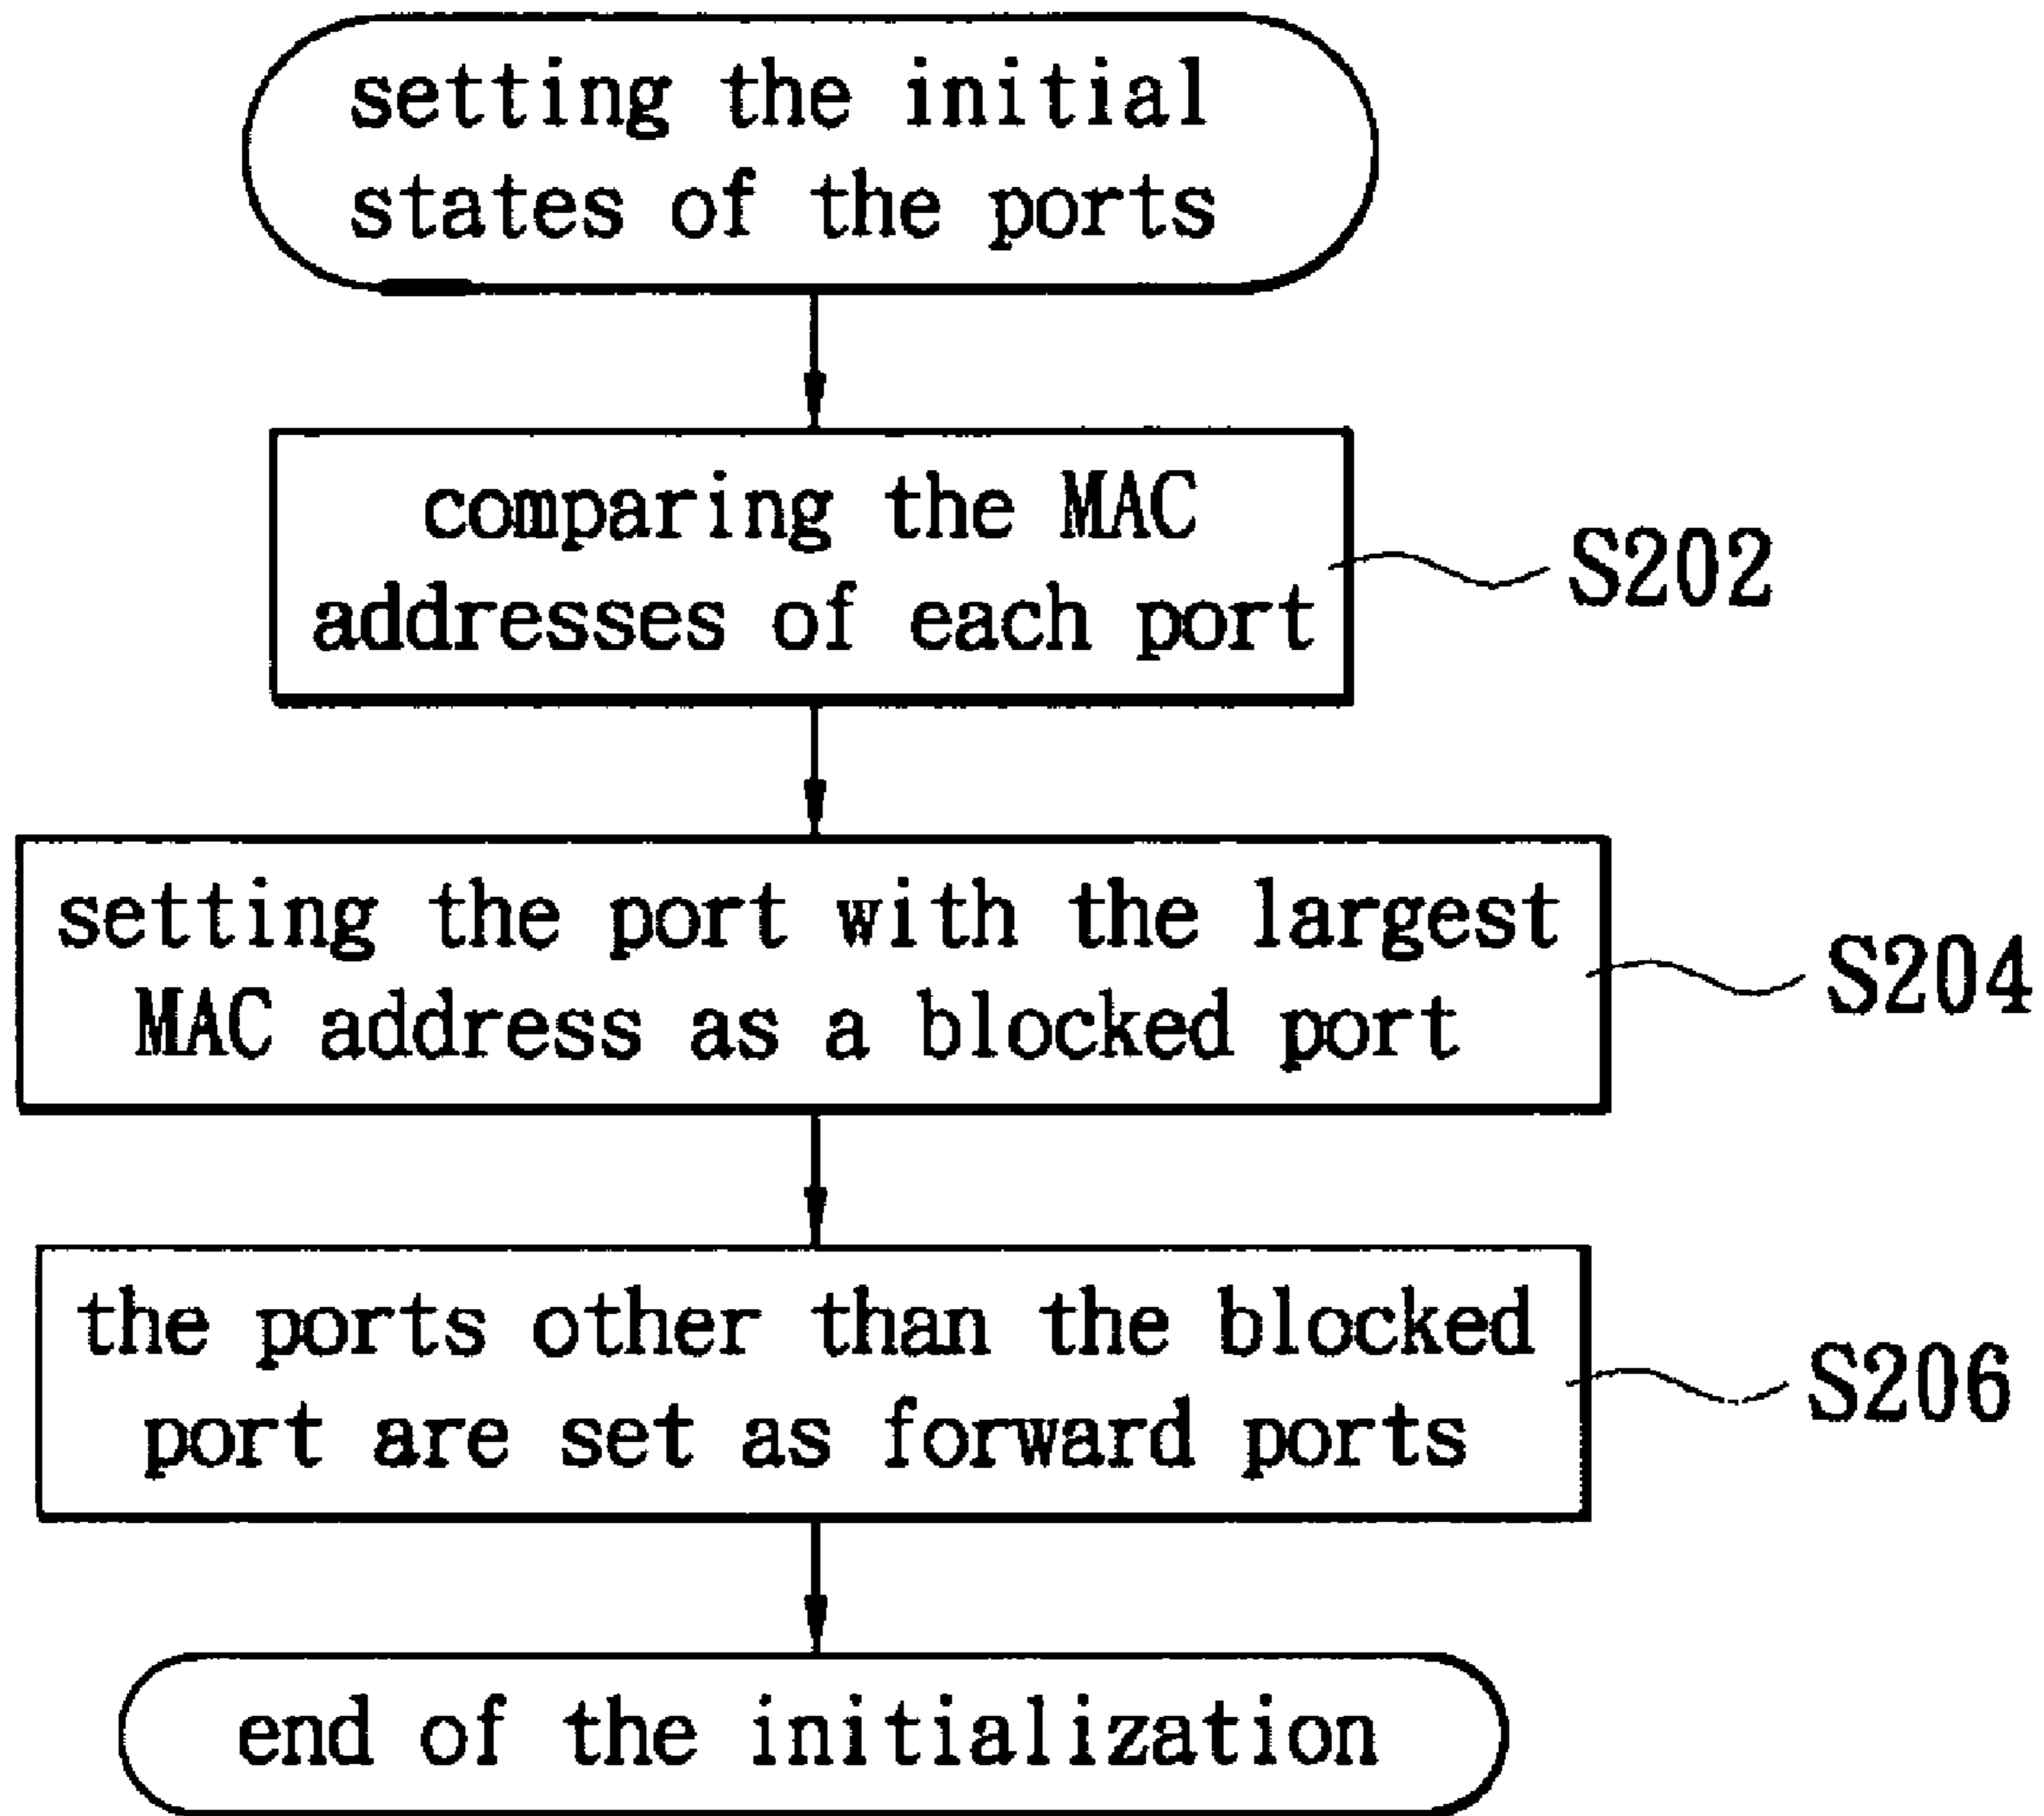 setting the initial
states of the ports
comparing the MAC
addresses of each port
S202
setting the port with the largest
MAC address as a blocked port
S204
the ports other than the blocked
port are set as forward ports
S206
end of the initialization